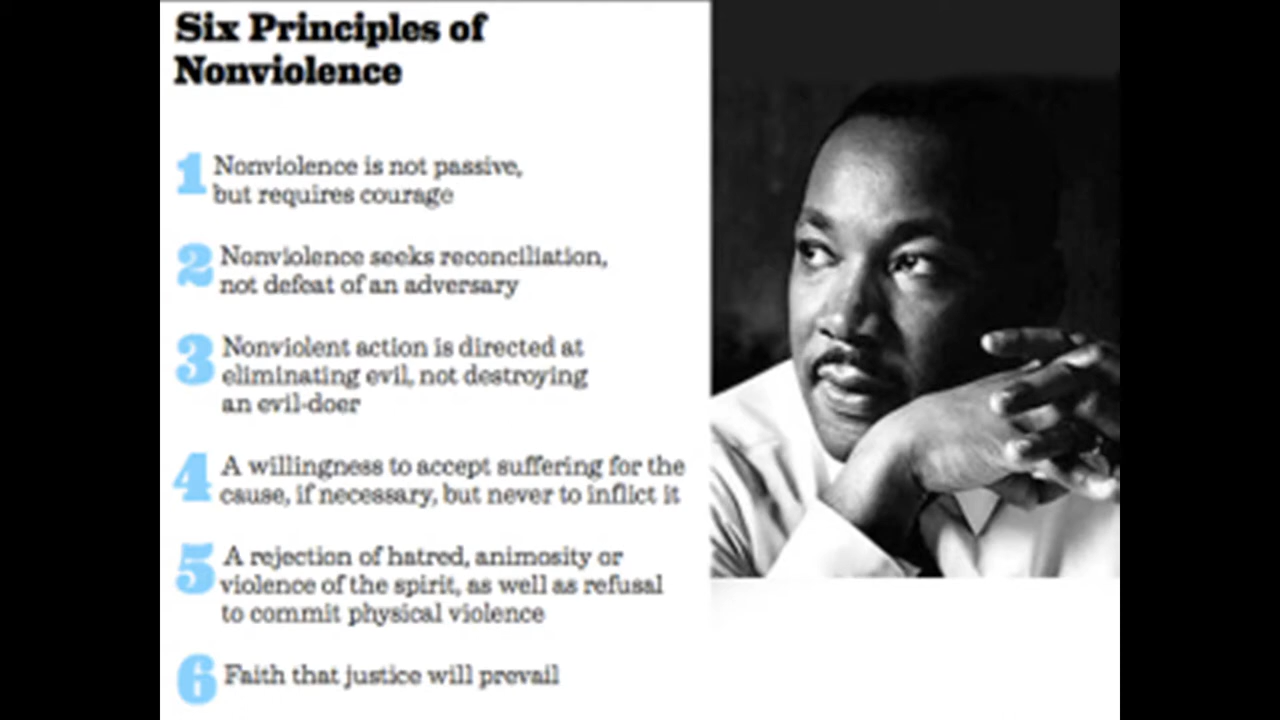 Six Principles of
Nonviolence
1 Nonviolence is not passive,
but requires courage
2 Nonviolence seeks reconciliation,
not defeat of an adversary
3 Nonviolent action is directed at
eliminating evil, not destroying
an evil-doer
4 A willingness to accept suffering for the
cause, if necessary, but never to inflict it
5 A rejection of hatred, animosity or
violence of the spirit, as well as refusal
to commit physical violence
6 Faith that justice will prevail